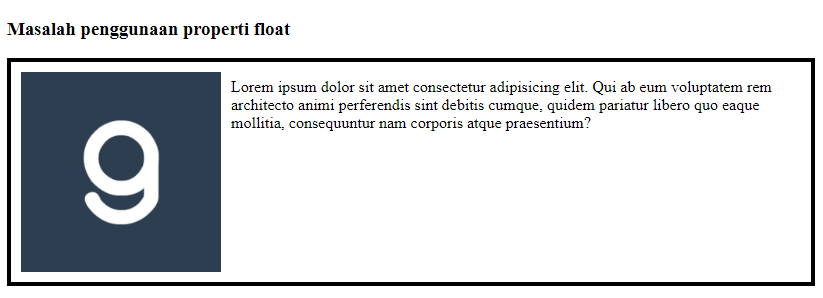 Masalah penggunaan properti float
g
Lorem ipsum dolor sit amet consectetur adipisicing elit. Qui ab eum voluptatem rem
architecto animi perferendis sint debitis cumque, quidem pariatur libero quo eaque
mollitia, consequuntur nam corporis atque praesentium?